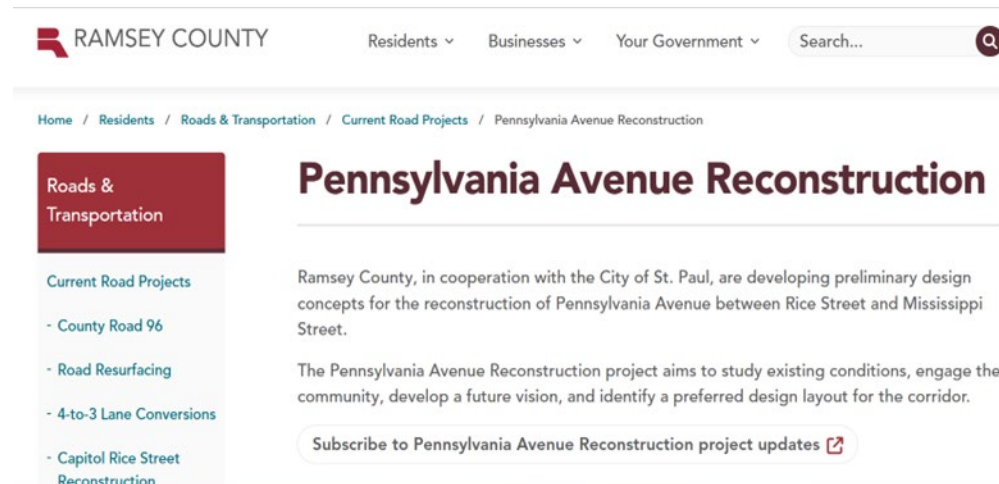 RAMSEY COUNTY
Residents
Businesses
Your Government
Search...
Home / Residents / Roads & Transportation / Current Road Projects / Pennsylvania Avenue Reconstruction
Roads &
Transportation
Current Road Projects
- County Road 96
- Road Resurfacing
- 4-to-3 Lane Conversions
- Capitol Rice Street
Reconstruction
Pennsylvania Avenue Reconstruction
Ramsey County, in cooperation with the City of St. Paul, are developing preliminary design
concepts for the reconstruction of Pennsylvania Avenue between Rice Street and Mississippi
Street.
The Pennsylvania Avenue Reconstruction project aims to study existing conditions, engage the
community, develop a future vision, and identify a preferred design layout for the corridor.
Subscribe to Pennsylvania Avenue Reconstruction project updates